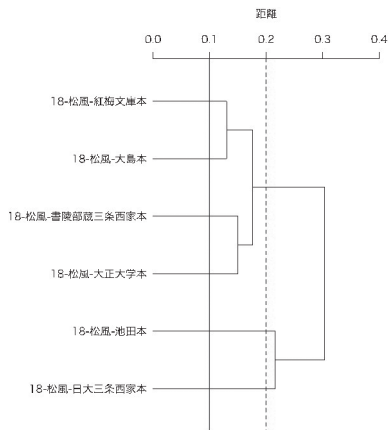 距離
0.0 0.1 0.2 0.3 0.4
18-松風-紅梅文庫本
18-松風-大島本
18-松風-書陵部蔵三条西家本
18-松風-大正大学本
18-松風-池田本
18-松風-日大三条西家本